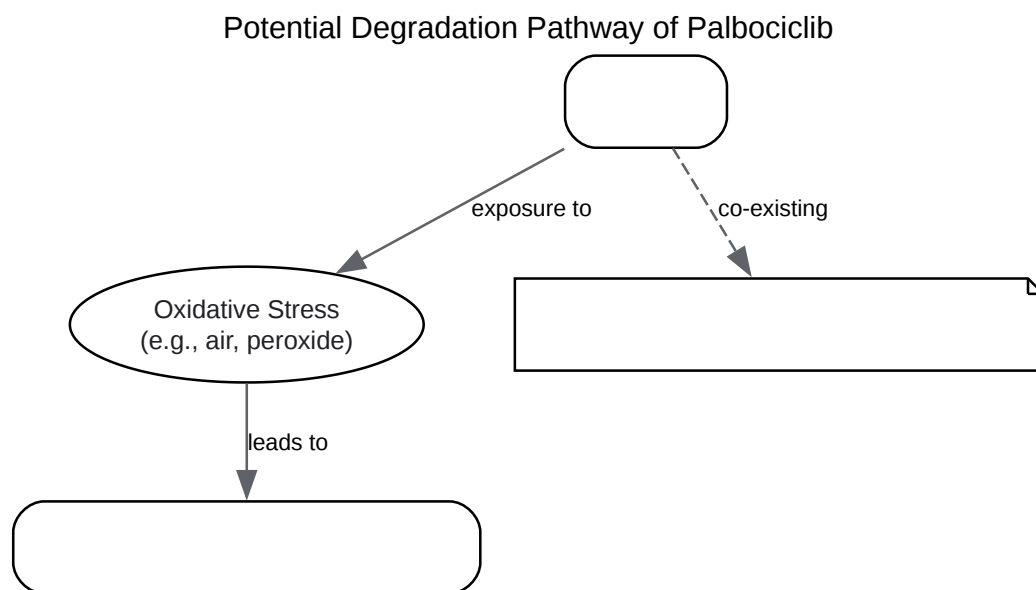 Potential Degradation Pathway of Palbociclib
exposure to
co-existing
Oxidative Stress
(e.g., air, peroxide)
leads to